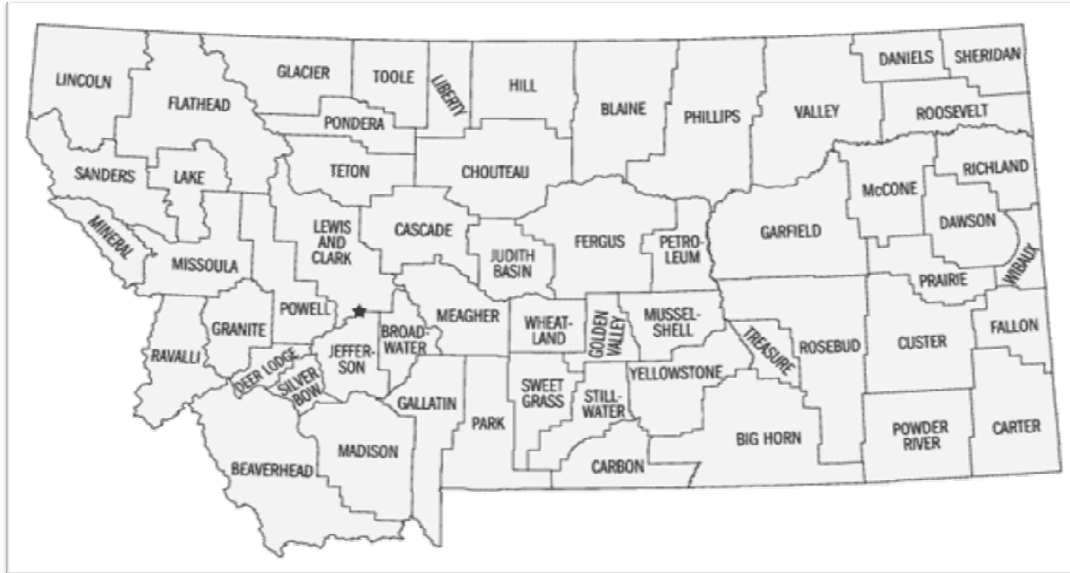 LINCOLN
FLATHEAD
GLACIER
TOOLE
LIBERTY
HILL
BLAINE
PHILLIPS
VALLEY
DANIELS
SHERIDAN
ROOSEVELT
PONDERA
TETON
CHOUTEAU
SANDERS
LAKE
MINERAL
MISSOULA
LEWIS
AND
CLARK
CASCADE
JUDITH
BASIN
FERGUS
PETRO-
LEUM
GARFIELD
McCONE
RICHLAND
DAWSON
WIBAUX
PRAIRIE
POWELL
GRANITE
RAVALLI
DEER LODGE
SILVER
BOW
JEFFER-
SON
BROAD-
WATER
MEAGHER
WHEAT-
LAND
GOLDEN
VALLEY
MUSSEL-
SHELL
TREASURE
ROSEBUD
CUSTER
FALLON
GALLATIN
PARK
SWEET
GRASS
STILL-
WATER
YELLOWSTONE
BEAVERHEAD
MADISON
CARBON
BIG HORN
POWDER
RIVER
CARTER